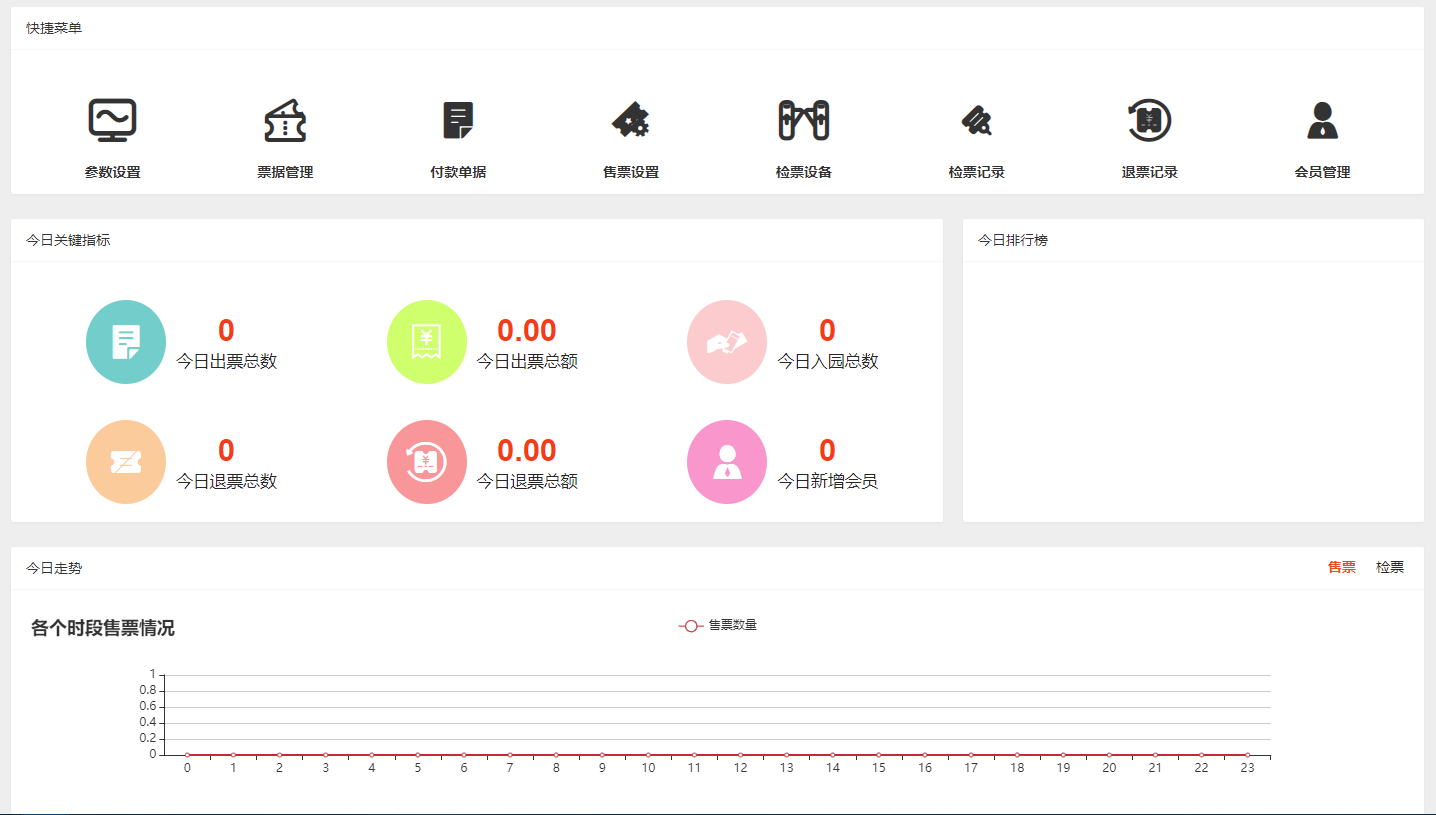 快捷菜单
参数设置 票据管理 付款单据 售票设置 检票设备 检票记录 退票记录 会员管理
今日关键指标
0
今日出票总数
0.00
今日出票总额
0
今日入园总数
0
今日退票总数
0.00
今日退票总额
0
今日新增会员
今日排行榜
今日走势
售票 检票
各个时段售票情况
售票数量
1
0.8
0.6
0.4
0.2
0
0 1 2 3 4 5 6 7 8 9 10 11 12 13 14 15 16 17 18 19 20 21 22 23